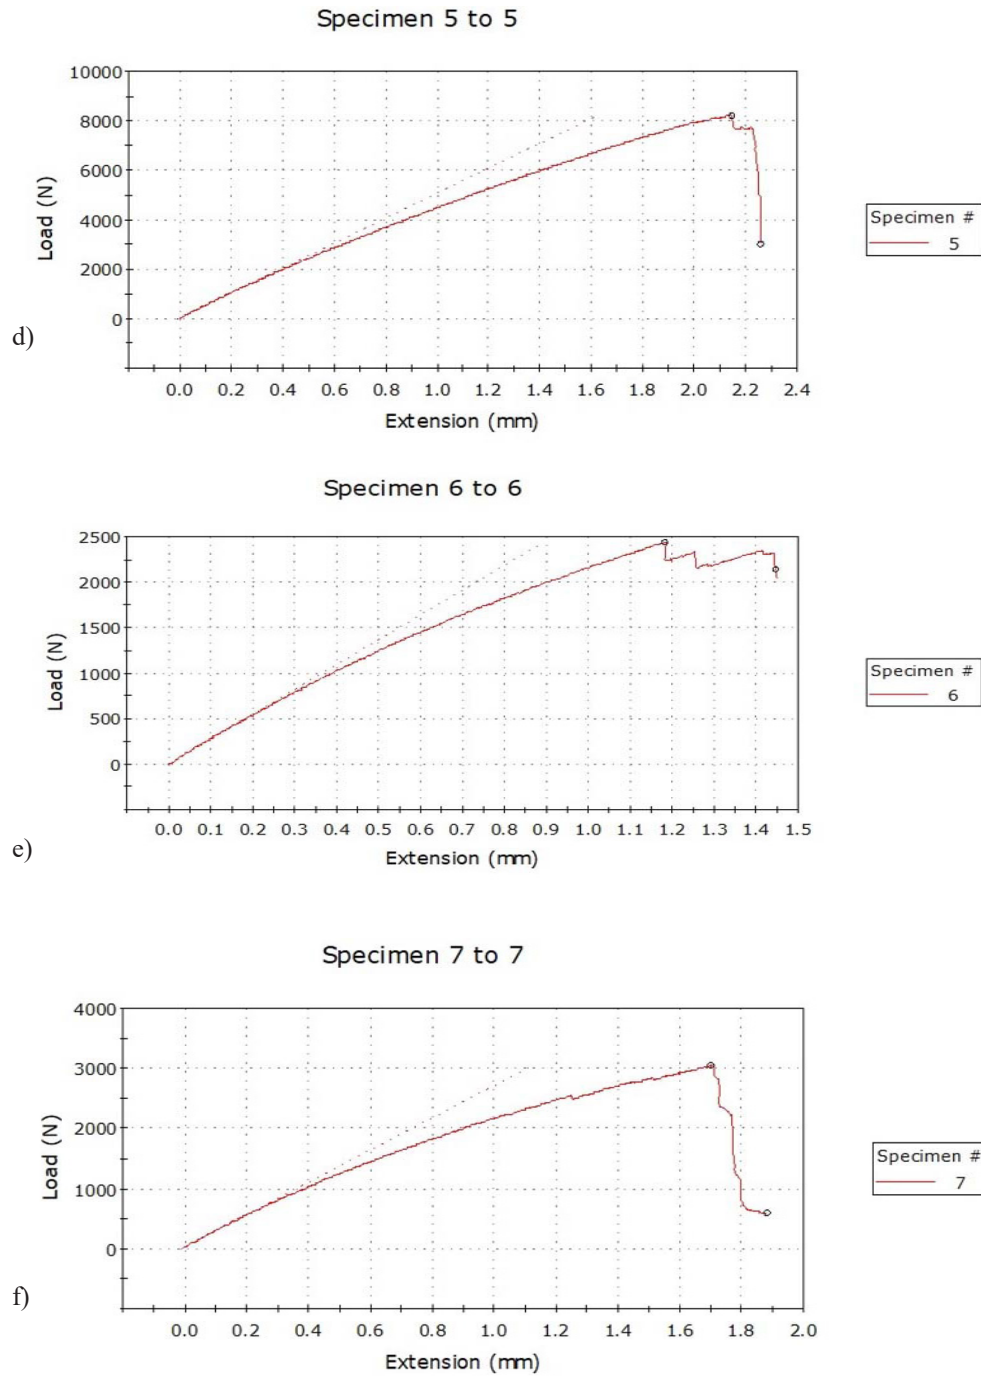 Specimen 5 to 5
10000
8000
6000
4000
2000
0
Load (N)
0.0 0.2 0.4 0.6 0.8 1.0 1.2 1.4 1.6 1.8 2.0 2.2 2.4
Extension (mm)
Specimen #
5
d)
Specimen 6 to 6
2500
2000
1500
1000
500
0
Load (N)
0.0 0.1 0.2 0.3 0.4 0.5 0.6 0.7 0.8 0.9 1.0 1.1 1.2 1.3 1.4 1.5
Extension (mm)
Specimen #
6
e)
Specimen 7 to 7
4000
3000
2000
1000
0
Load (N)
0.0 0.2 0.4 0.6 0.8 1.0 1.2 1.4 1.6 1.8 2.0
Extension (mm)
Specimen #
7
f)